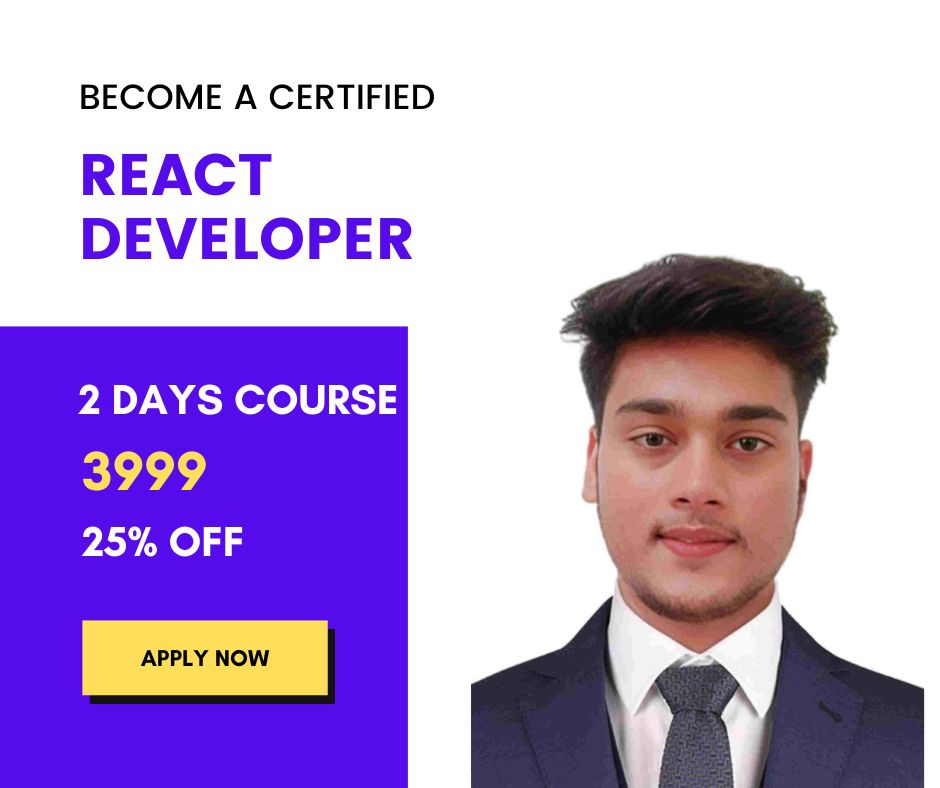 BECOME A CERTIFIED
REACT
DEVELOPER
2 DAYS COURSE
3999
25% OFF
APPLY NOW